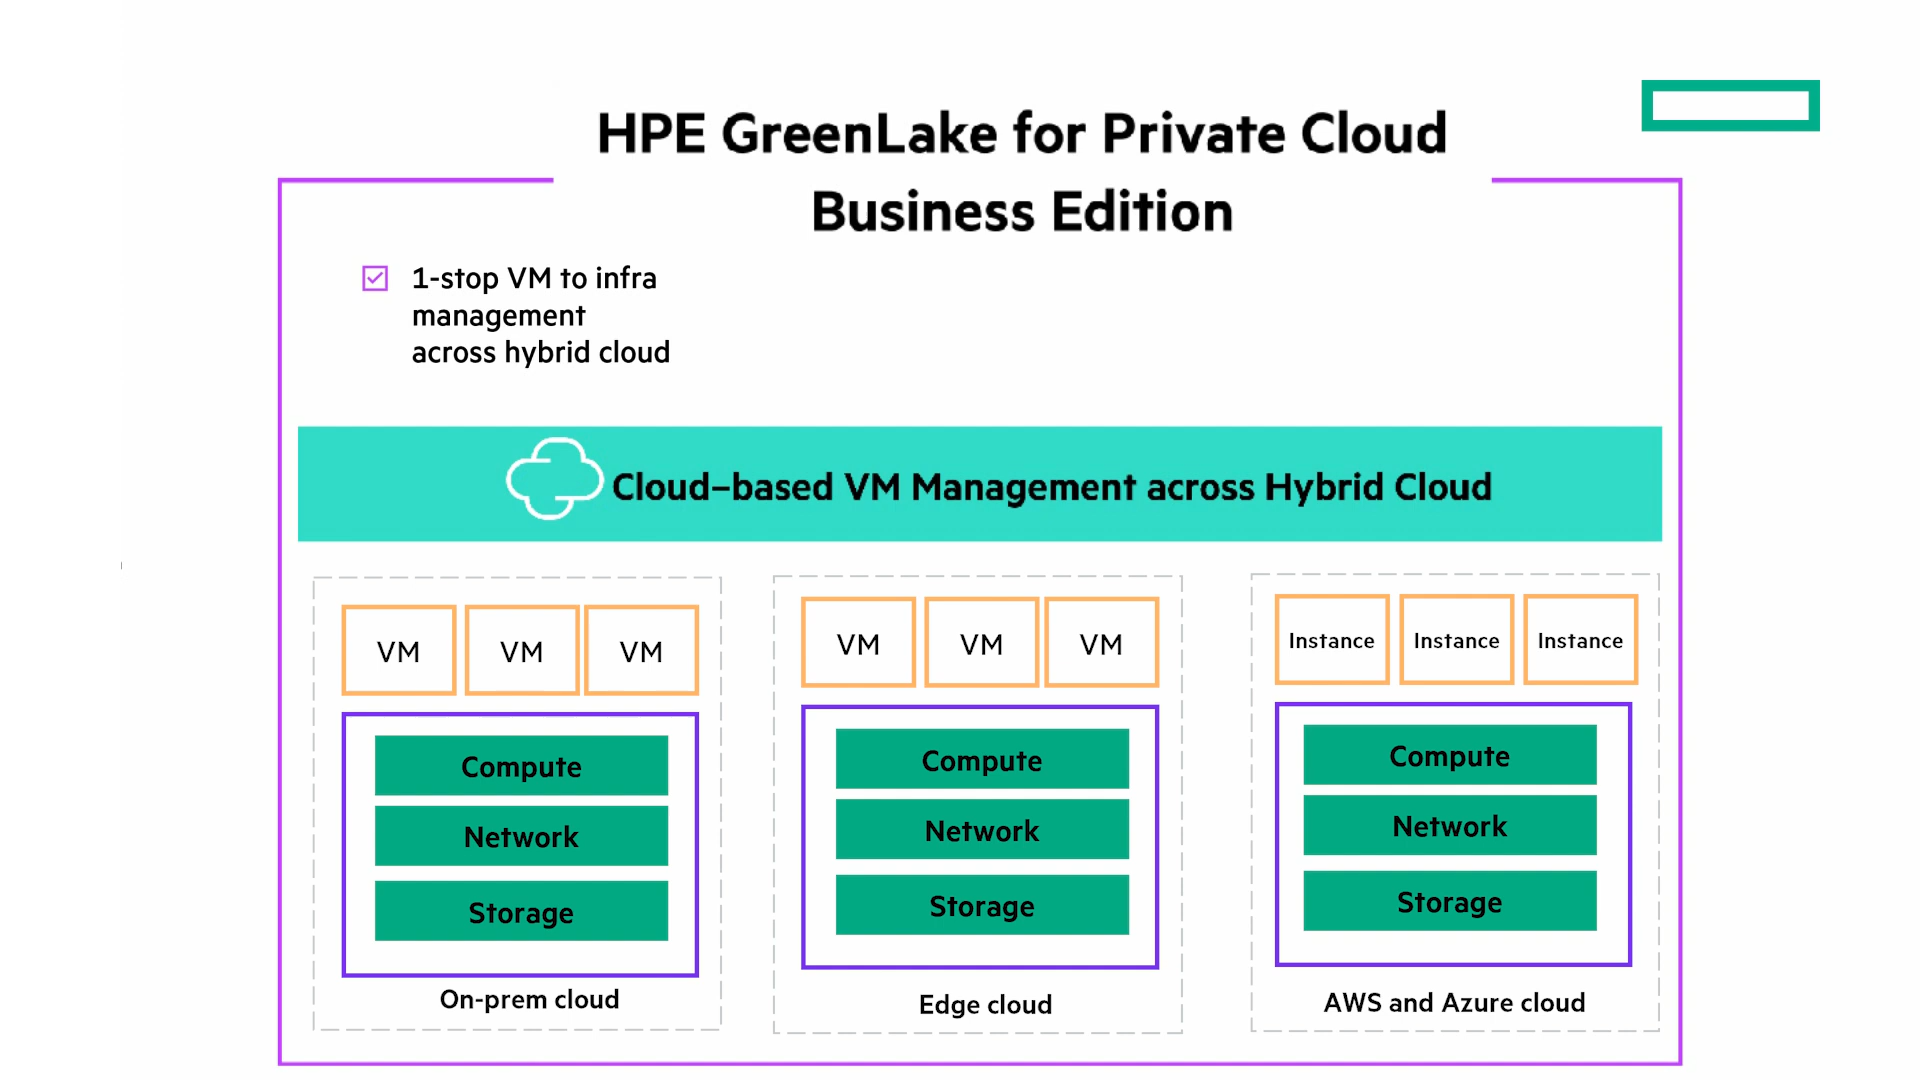 HPE GreenLake for Private Cloud
Business Edition
1-stop VM to infra
management
across hybrid cloud
Cloud–based VM Management across Hybrid Cloud
VM VM VM
Compute
Network
Storage
On-prem cloud
VM VM VM
Compute
Network
Storage
Edge cloud
Instance Instance Instance
Compute
Network
Storage
AWS and Azure cloud